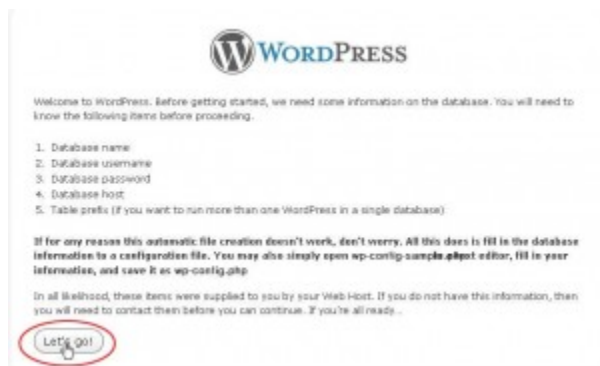 WORDPRESS
Welcome to WordPress. Before getting started, we need some information on the database. You will need to
know the following items before proceeding.
1. Database name
2. Database username
3. Database password
4. Database host
5. Table prefix (if you want to run more than one WordPress in a single database)
If for any reason this automatic file creation doesn't work, don't worry. All this does is fill in the database
information to a configuration file. You may also simply open wp-config-sample.php editor, fill in your
information, and save it as wp-config.php
In all likelihood, these items were supplied to you by your Web Host. If you do not have this information, then
you will need to contact them before you can continue. If you're all ready...
Let's go!